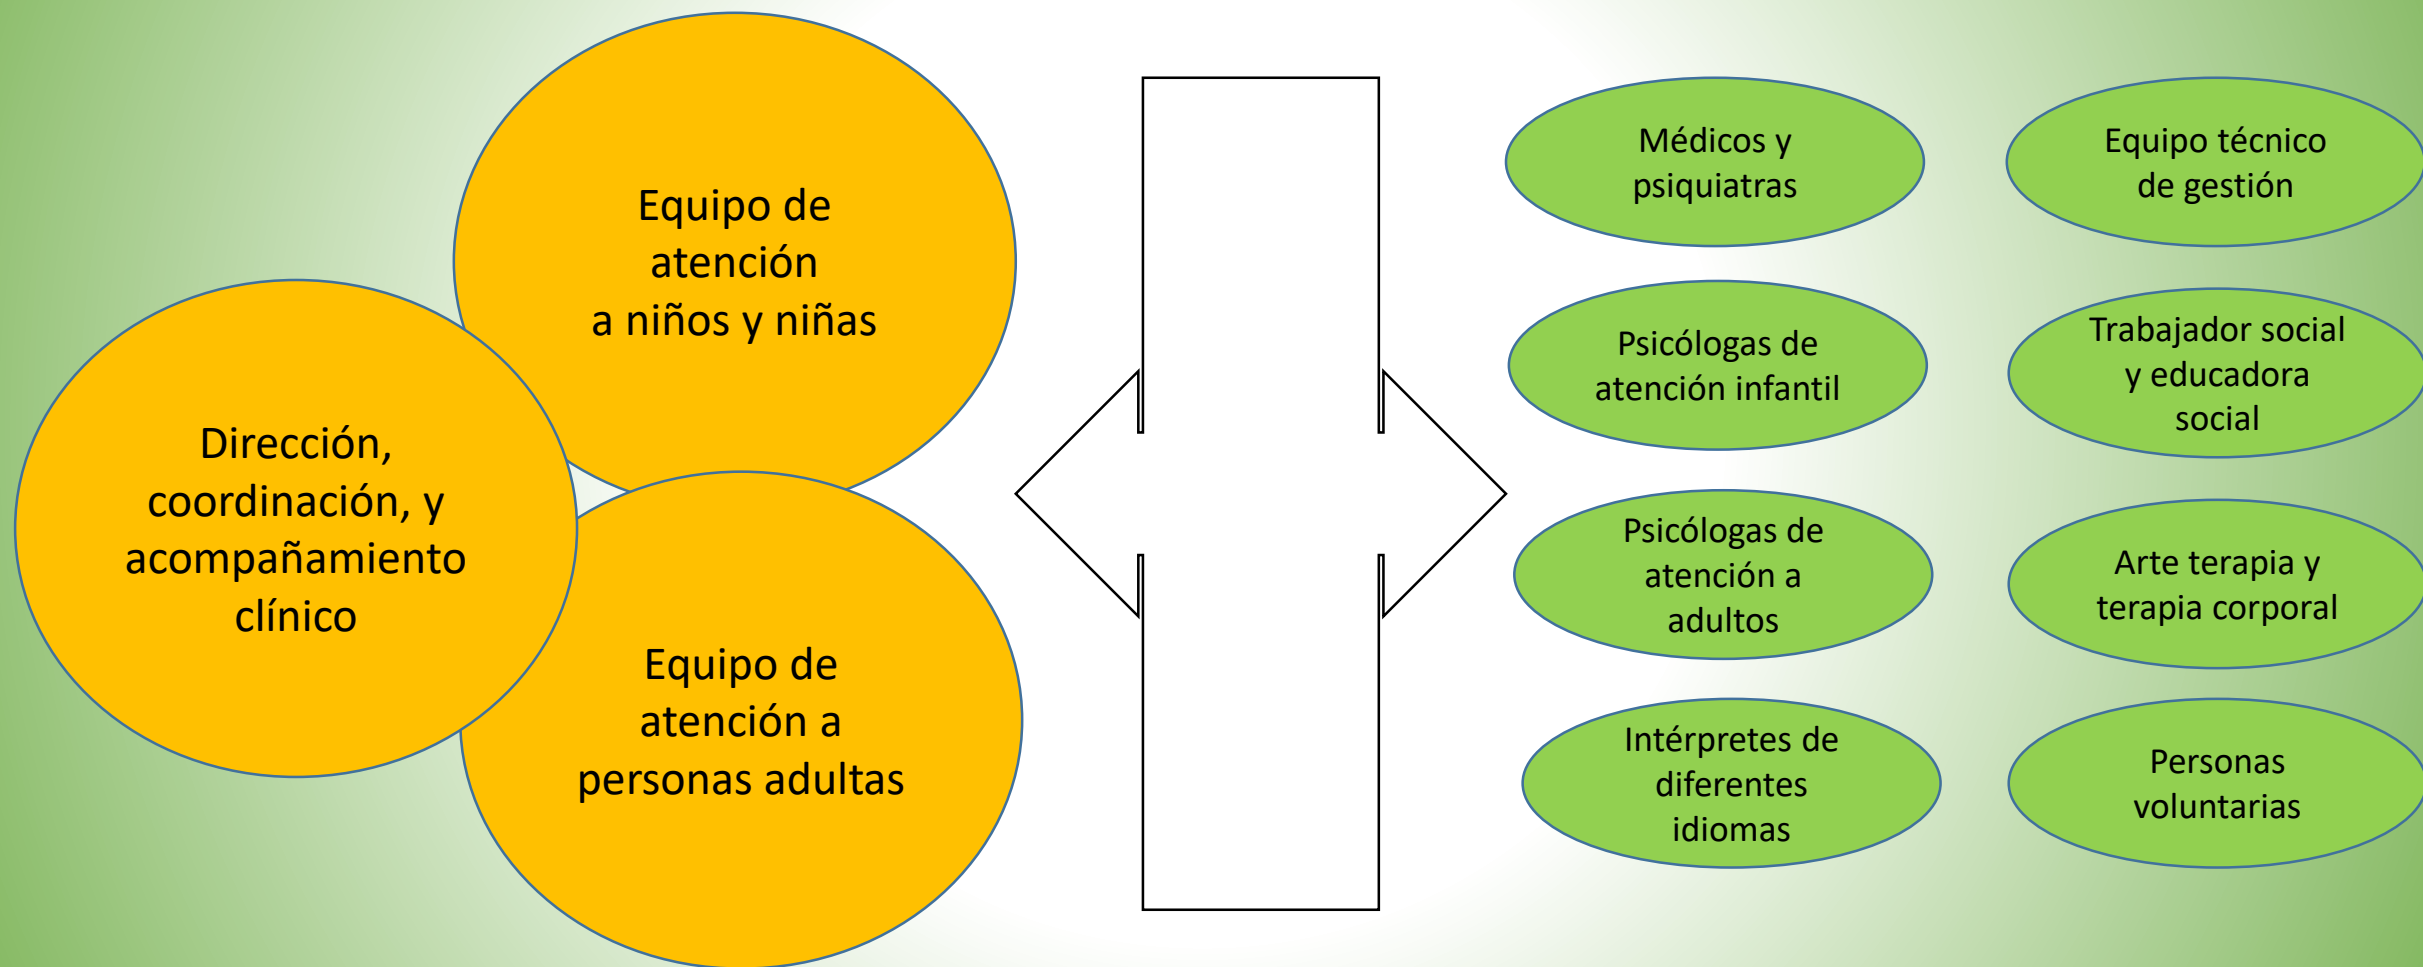 Equipo de
atención
a niños y niñas
Dirección,
coordinación, y
acompañamiento
clínico
Equipo de
atención a
personas adultas
Médicos y
psiquiatras
Equipo técnico
de gestión
Psicólogas de
atención infantil
Trabajador social
y educadora
social
Psicólogas de
atención a
adultos
Arte terapia y
terapia corporal
Intérpretes de
diferentes
idiomas
Personas
voluntarias